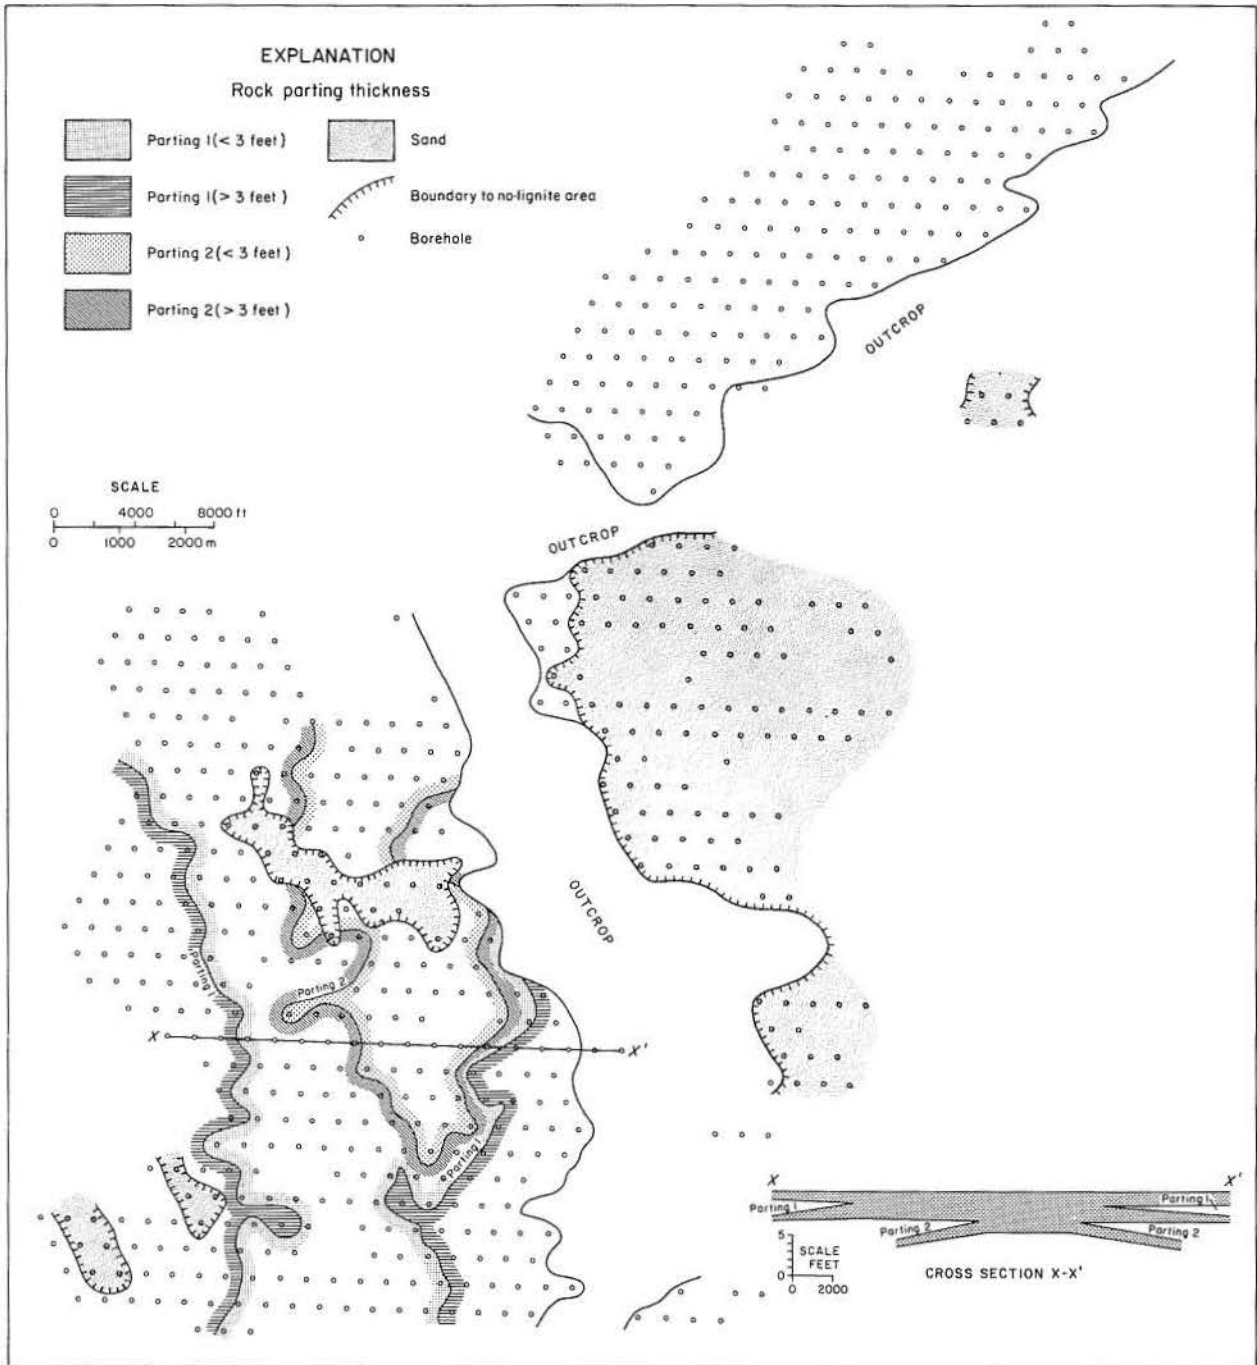 EXPLANATION
Rock parting thickness
Parting 1 (< 3 feet)
Sand
Parting 1 (> 3 feet)
Boundary to no-lignite area
Parting 2 (< 3 feet)
Borehole
Parting 2 (> 3 feet)
OUTCROP
SCALE
0 4000 8000 ft
0 1000 2000 m
OUTCROP
OUTCROP
Parting 1
Parting 2
X X'
Parting 1
X X'
Parting 1 Parting 1
Parting 2 Parting 2
5
SCALE
FEET
0
0 2000
CROSS SECTION X-X'